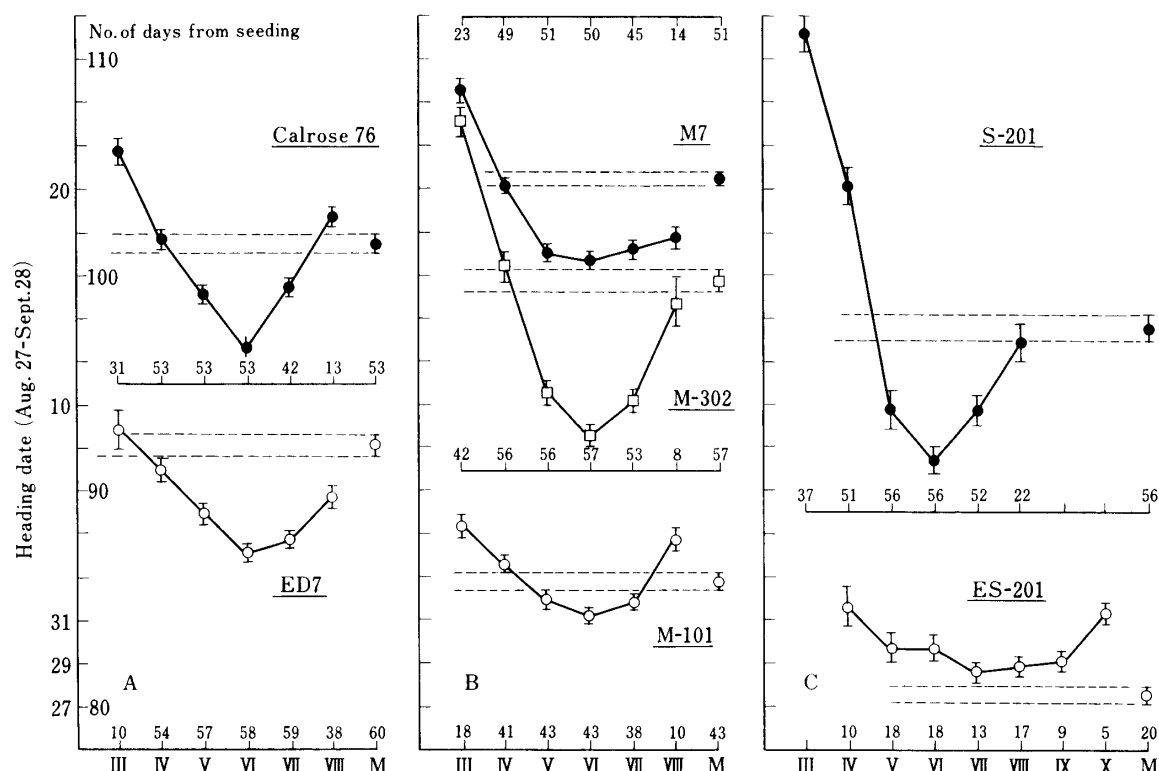 No. of days from seeding
110
20
100
10
90
31
29
27
80
Heading date (Aug. 27-Sept. 28)
Calrose 76
31 53 53 53 42 13 53
ED7
A
10 54 57 58 59 38 60
III IV V VI VII VIII M
23 49 51 50 45 14 51
M7
M-302
42 56 56 57 53 8 57
M-101
B
18 41 43 43 38 10 43
III IV V VI VII VIII M
S-201
37 51 56 56 52 22 56
ES-201
C
10 18 18 13 17 9 5 20
III IV V VI VII VIII IX X M